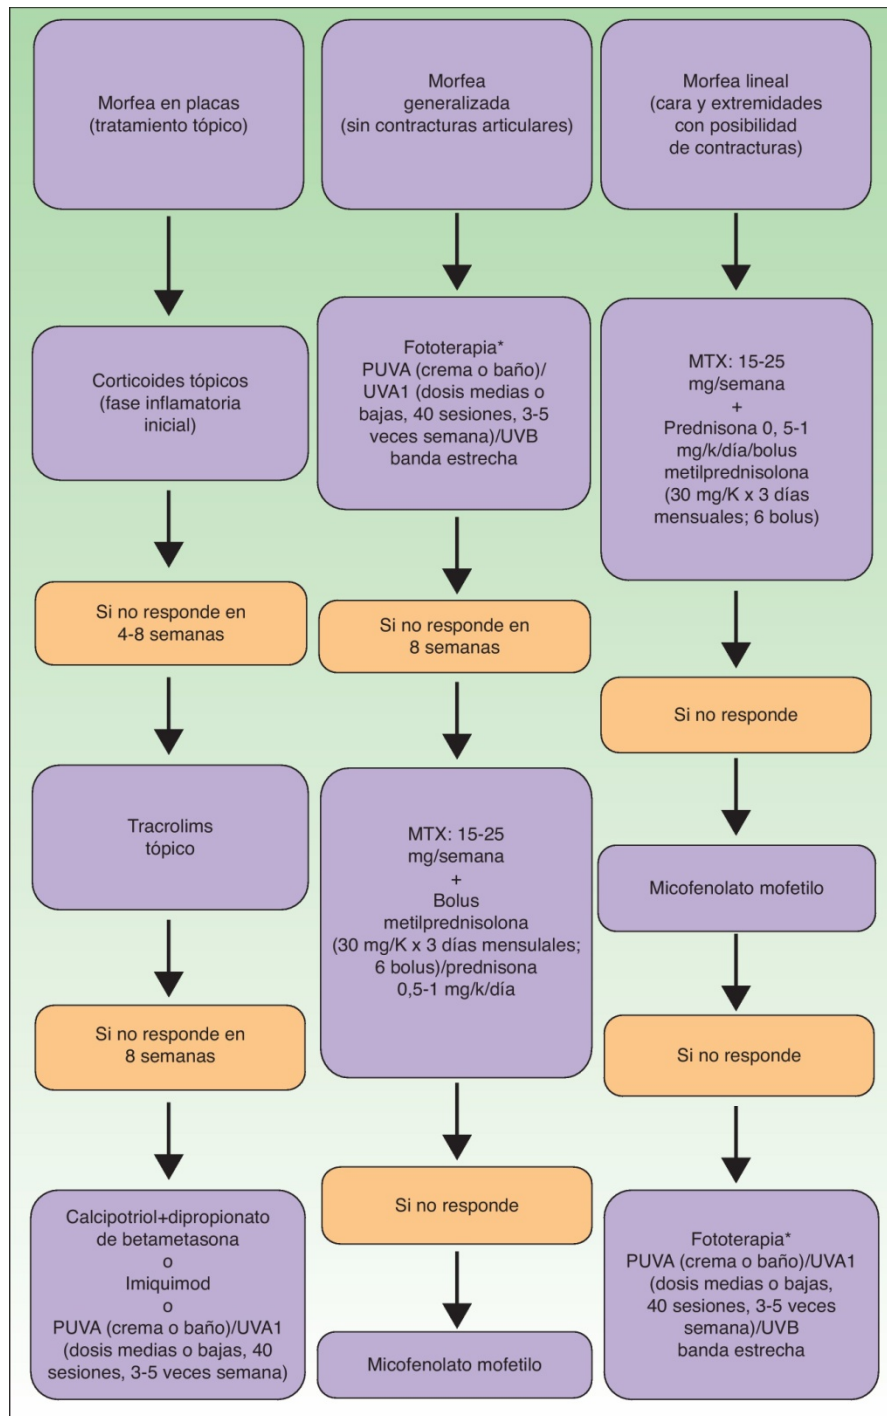 Morfea en placas
(tratamiento tópico)
Corticoides tópicos
(fase inflamatoria
inicial)
Si no responde en
4-8 semanas
Tracrolims
tópico
Si no responde en
8 semanas
Calcipotriol+dipropionato
de betametasona
o
Imiquimod
o
PUVA (crema o baño)/UVA1
(dosis medias o bajas, 40
sesiones, 3-5 veces semana)
Morfea
generalizada
(sin contracturas articulares)
Fototerapia*
PUVA (crema o baño)/
UVA1 (dosis medias o
bajas, 40 sesiones, 3-5
veces semana)/UVB
banda estrecha
Si no responde en
8 semanas
MTX: 15-25
mg/semana
+
Bolus
metilprednisolona
(30 mg/K x 3 días mensulales;
6 bolus)/prednisona
0,5-1 mg/k/día
Si no responde
Micofenolato mofetilo
Morfea lineal
(cara y extremidades
con posibilidad
de contracturas)
MTX: 15-25
mg/semana
+
Prednisona 0, 5-1
mg/k/día/bolus
metilprednisolona
(30 mg/K x 3 días
mensuales; 6 bolus)
Si no responde
Micofenolato mofetilo
Si no responde
Fototerapia*
PUVA (crema o baño)/UVA1
(dosis medias o bajas,
40 sesiones, 3-5 veces
semana)/UVB
banda estrecha